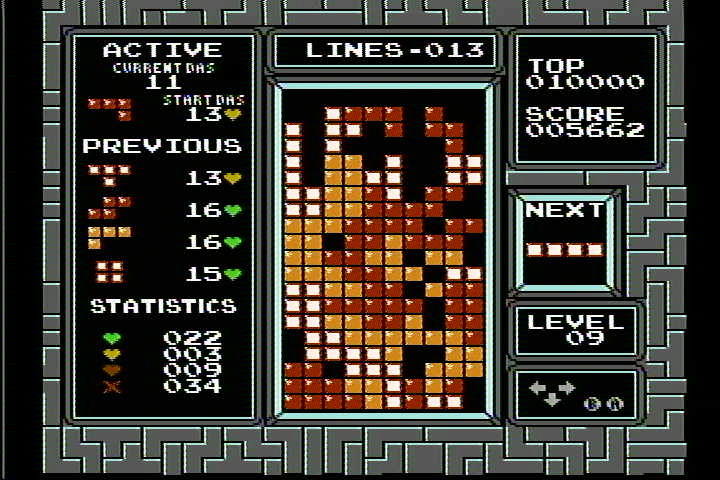 ACTIVE
CURRENT DAS
11
START DAS
13
PREVIOUS
13
16
16
15
STATISTICS
022
003
009
034
LINES-013
TOP
010000
SCORE
005662
NEXT
LEVEL
09
B A